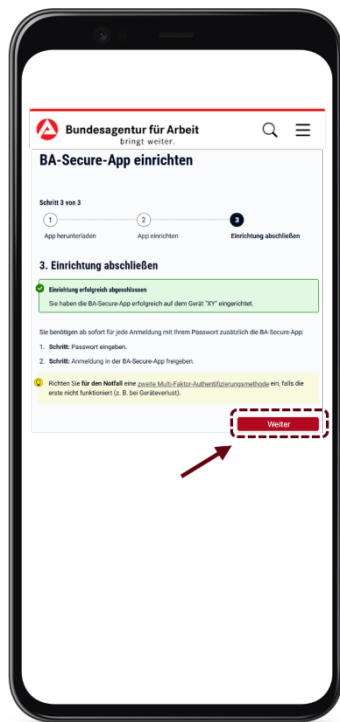 Bundesagentur für Arbeit
bringt weiter.
BA-Secure-App einrichten
Schritt 3 von 3
1
2
3
App herunterladen
App einrichten
Einrichtung abschließen
3. Einrichtung abschließen
Einrichtung erfolgreich abgeschlossen
Sie haben die BA-Secure-App erfolgreich auf dem Gerät "XY" eingerichtet.
Sie benötigen ab sofort für jede Anmeldung mit Ihrem Passwort zusätzlich die BA-Secure-App:
1. Schritt: Passwort eingeben.
2. Schritt: Anmeldung in der BA-Secure-App freigeben.
Richten Sie für den Notfall eine zweite Multi-Faktor-Authentifizierungsmethode ein, falls die
erste nicht funktioniert (z. B. bei Geräteverlust).
Weiter